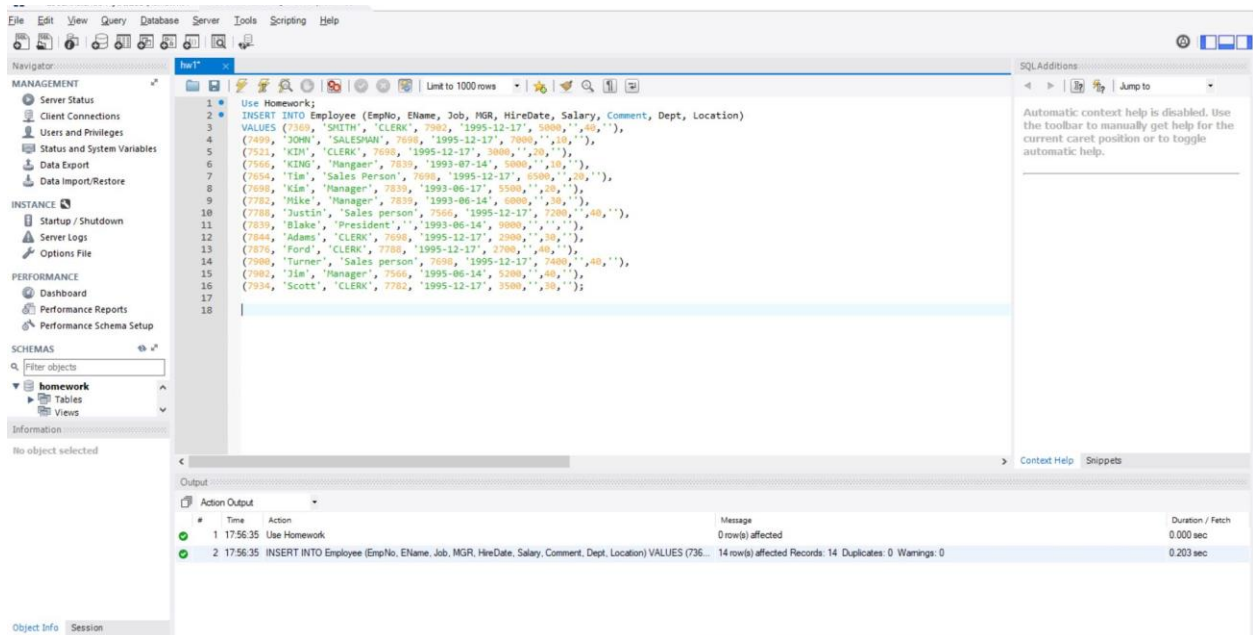 File Edit View Query Database Server Tools Scripting Help
Navigator
MANAGEMENT
Server Status
Client Connections
Users and Privileges
Status and System Variables
Data Export
Data Import/Restore
INSTANCE
Startup / Shutdown
Server Logs
Options File
PERFORMANCE
Dashboard
Performance Reports
Performance Schema Setup
SCHEMAS
Filter objects
homework
Tables
Views
Information
No object selected
Object Info Session
hw1*
Limit to 1000 rows
1 Use Homework;
2 INSERT INTO Employee (EmpNo, EName, Job, MGR, HireDate, Salary, Comment, Dept, Location)
3 VALUES (7369, 'SMITH', 'CLERK', 7902, '1995-12-17', 5000,'',40,''),
4 (7499, 'JOHN', 'SALESMAN', 7698, '1995-12-17', 7000,'',10,''),
5 (7521, 'KIM', 'CLERK', 7698, '1995-12-17', 3000,'',20,''),
6 (7566, 'KING', 'Mangaer', 7839, '1993-07-14', 5000,'',10,''),
7 (7654, 'Tim', 'Sales Person', 7698, '1995-12-17', 6500,'',20,''),
8 (7698, 'Kim', 'Manager', 7839, '1993-06-17', 5500,'',20,''),
9 (7782, 'Mike', 'Manager', 7839, '1993-06-14', 6000,'',30,''),
10 (7788, 'Justin', 'Sales person', 7566, '1995-12-17', 7200,'',40,''),
11 (7839, 'Blake', 'President','','1993-06-14', 9000,'','',''),
12 (7844, 'Adams', 'CLERK', 7698, '1995-12-17', 2900,'',30,''),
13 (7876, 'Ford', 'CLERK', 7788, '1995-12-17', 2700,'',40,''),
14 (7900, 'Turner', 'Sales person', 7698, '1995-12-17', 7400,'',40,''),
15 (7902, 'Jim', 'Manager', 7566, '1995-06-14', 5200,'',40,''),
16 (7934, 'Scott', 'CLERK', 7782, '1995-12-17', 3500,'',30,'');
17
18
SQLAdditions
Jump to
Automatic context help is disabled. Use
the toolbar to manually get help for the
current caret position or to toggle
automatic help.
Context Help Snippets
Output
Action Output
# Time Action Message Duration / Fetch
1 17:56:35 Use Homework 0 row(s) affected 0.000 sec
2 17:56:35 INSERT INTO Employee (EmpNo, EName, Job, MGR, HireDate, Salary, Comment, Dept, Location) VALUES (736... 14 row(s) affected Records: 14 Duplicates: 0 Warnings: 0 0.203 sec